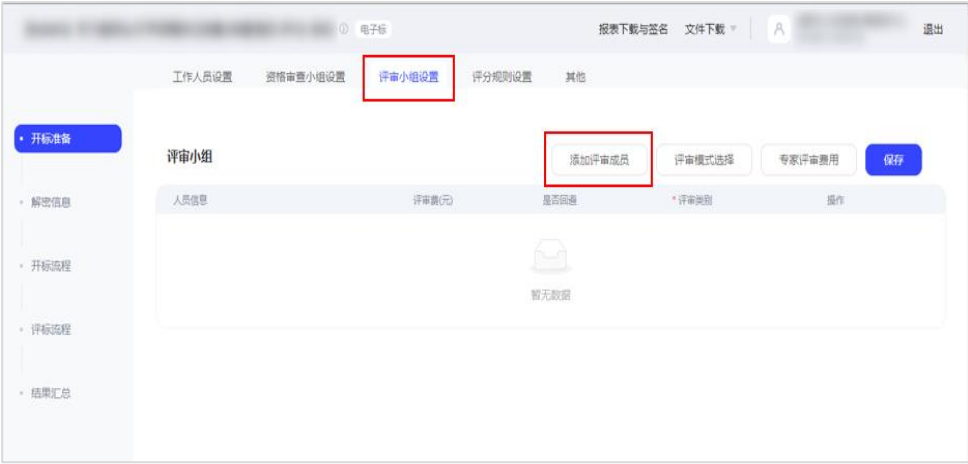 电子标 报表下载与签名 文件下载 退出
工作人员设置 资格审查小组设置 评审小组设置 评分规则设置 其他
开标准备
评审小组 添加评审成员 评审模式选择 专家评审费用 保存
人员信息 评审费(元) 是否回避 *评审类别 操作
解密信息
开标流程
暂无数据
评标流程
结果汇总